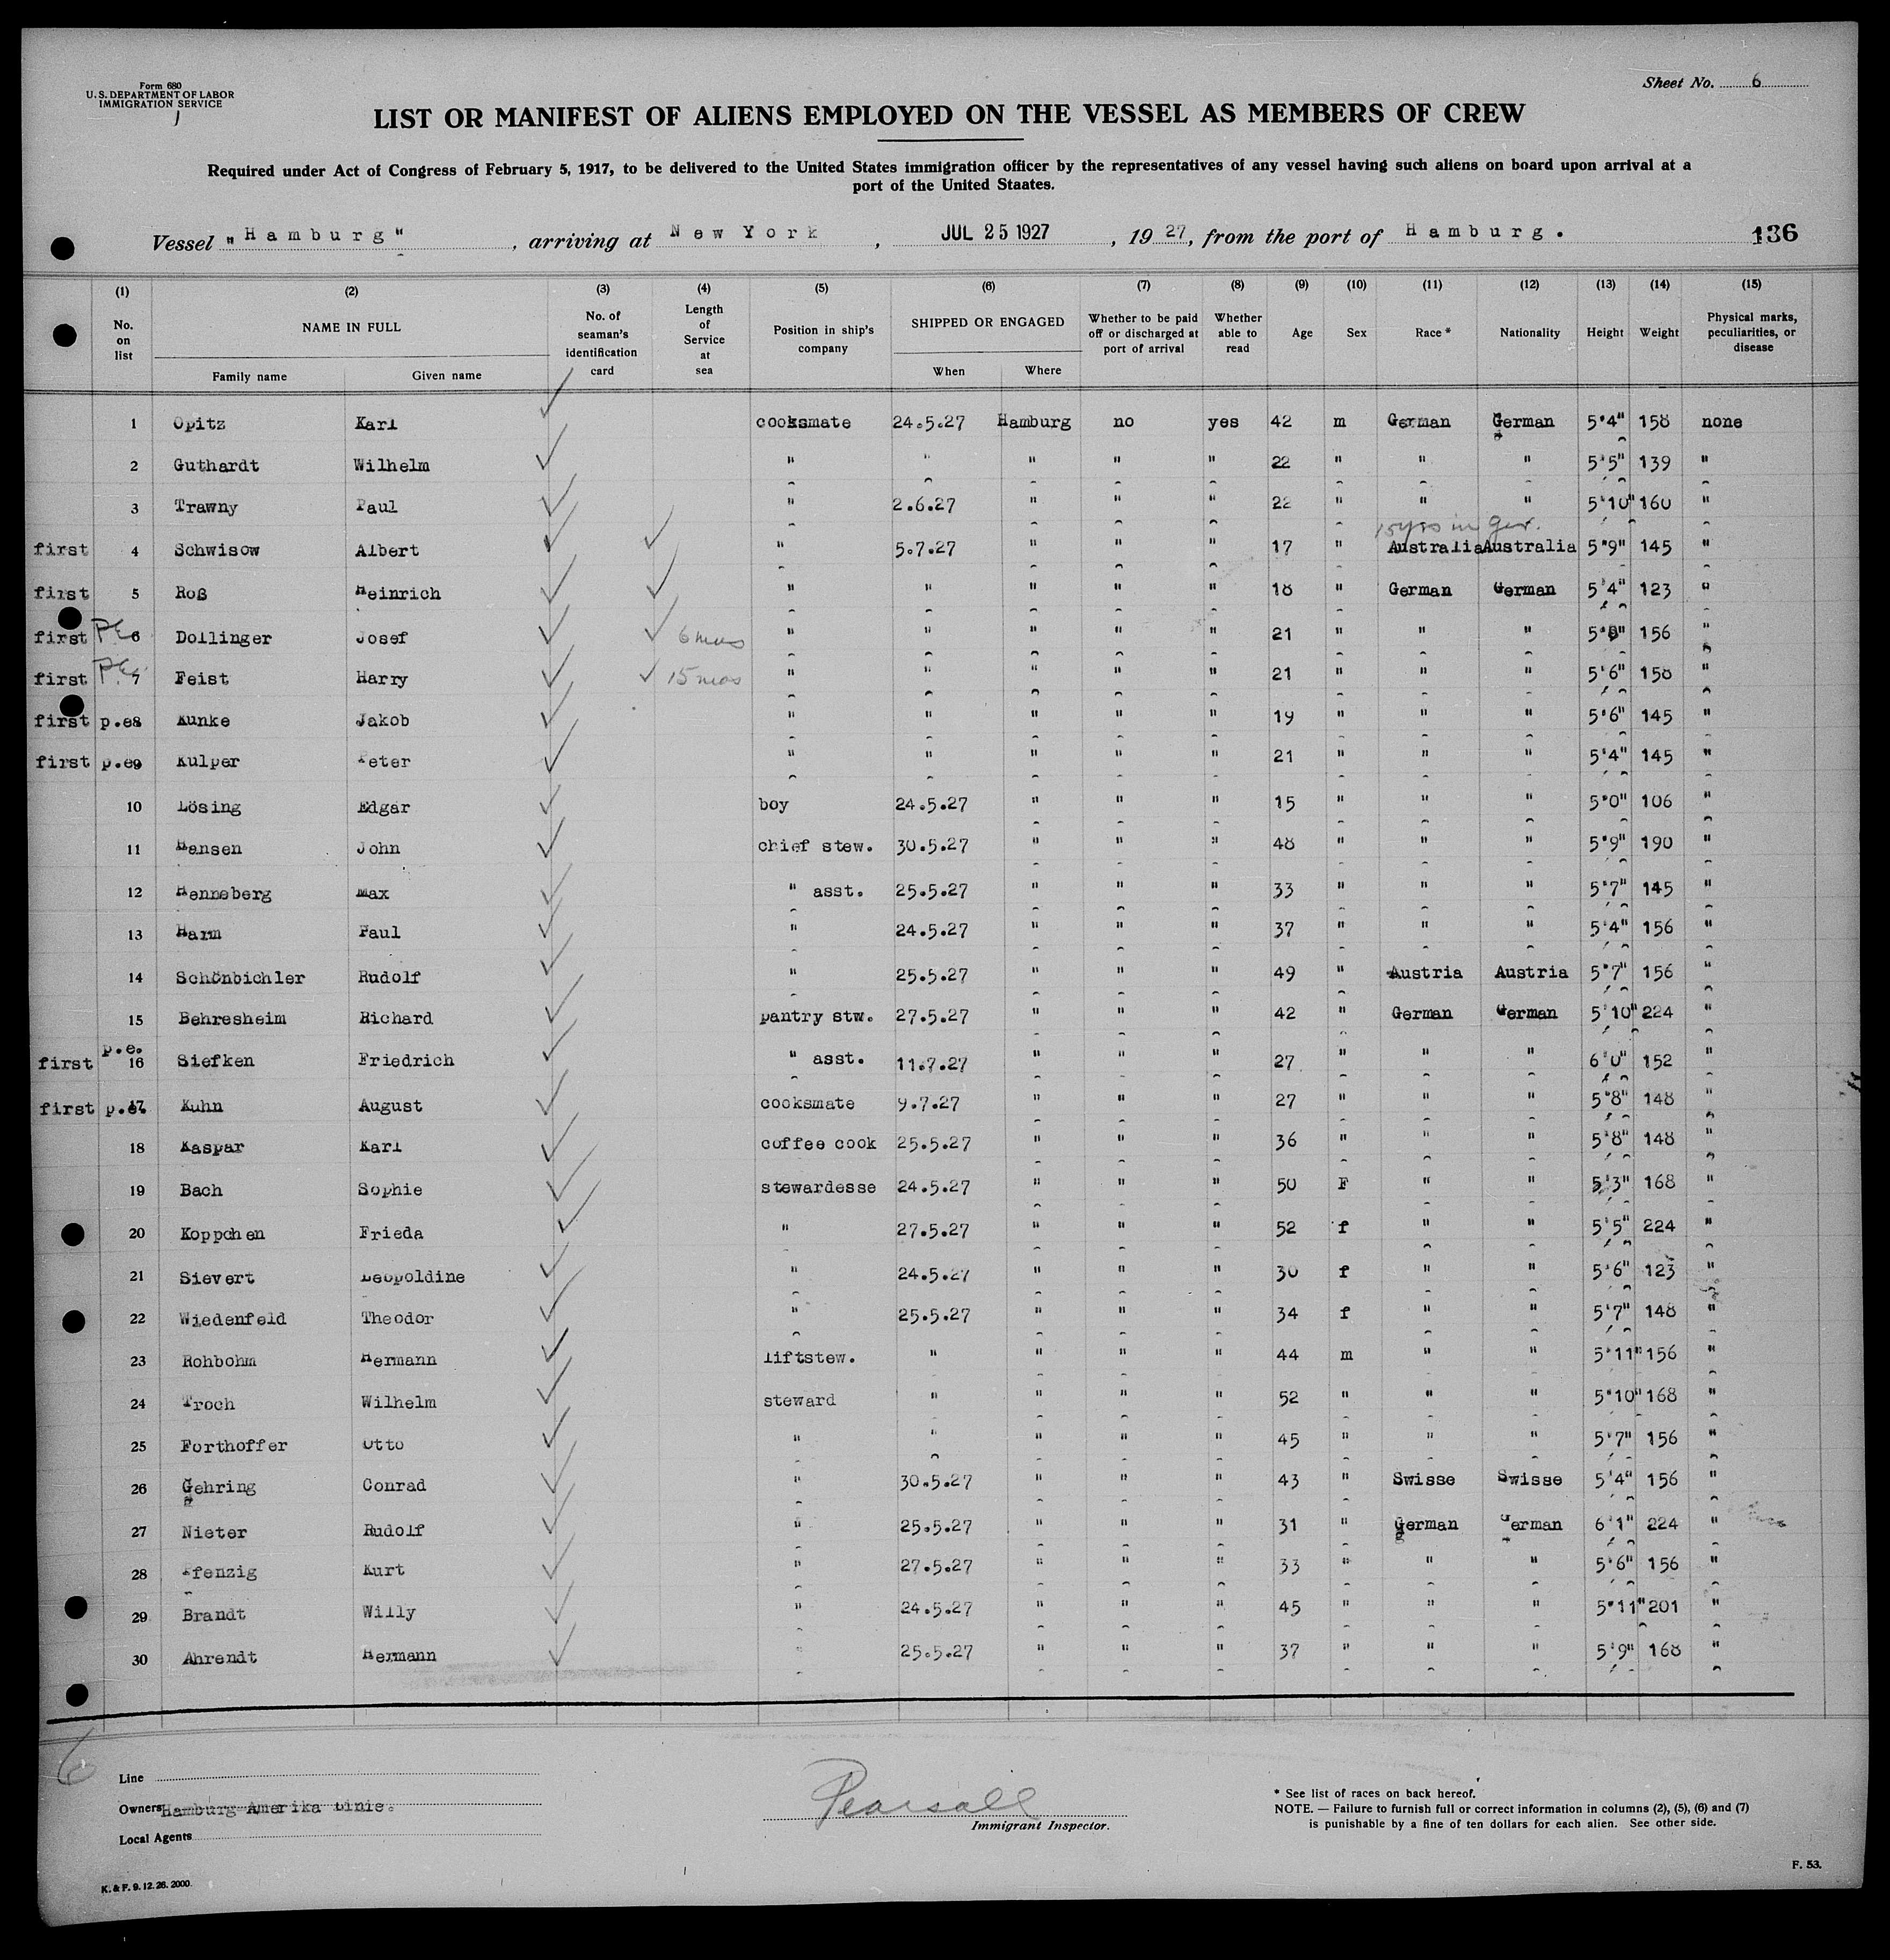 Form 680
U. S. DEPARTMENT OF LABOR
IMMIGRATION SERVICE
Sheet No. 6
LIST OR MANIFEST OF ALIENS EMPLOYED ON THE VESSEL AS MEMBERS OF CREW
Required under Act of Congress of February 5, 1917, to be delivered to the United States immigration officer by the representatives of any vessel having such aliens on board upon arrival at a
port of the United Staates.
Vessel "Hamburg", arriving at New York, JUL 25 1927, 1927, from the port of Hamburg. 136
(1) (2) (3) (4) (5) (6) (7) (8) (9) (10) (11) (12) (13) (14) (15)
No. on list NAME IN FULL Family name Given name No. of seaman's identification card Length of Service at sea Position in ship's company SHIPPED OR ENGAGED When Where Whether to be paid off or discharged at port of arrival Whether able to read Age Sex Race * Nationality Height Weight Physical marks, peculiarities, or disease
1 Opitz Karl cooksmate 24.5.27 Hamburg no yes 42 m German German 5'4" 158 none
2 Guthardt Wilhelm " " " " " 22 " " " 5'5" 139 "
3 Trawny Paul " 2.6.27 " " " 22 " " " 5'10" 160 "
15 yrs in Ger.
first 4 Schwisow Albert " 5.7.27 " " " 17 " Australia Australia 5'9" 145 "
first 5 Roß Heinrich " " " " " 18 " German German 5'4" 123 "
first 6 Dollinger Josef 6 mos " " " " " 21 " " " 156 "
first 7 Feist Harry 15 mos " " " " " 21 " " " 5'6" 158 "
first p.e. 8 Kunke Jakob " " " " " 19 " " " 5'6" 145 "
first p.e. 9 Kulper Peter " " " " " 21 " " " 5'4" 145 "
10 Lösing Edgar boy 24.5.27 " " " 15 " " " 5'0" 106 "
11 Hansen John chief stew. 30.5.27 " " " 48 " " " 5'9" 190 "
12 Henneberg Max " asst. 25.5.27 " " " 33 " " " 5'7" 145 "
13 Harm Paul " 24.5.27 " " " 37 " " " 5'4" 156 "
14 Schönbichler Rudolf " 25.5.27 " " " 49 " Austria Austria 5'7" 156 "
15 Behresheim Richard pantry stw. 27.5.27 " " " 42 " German German 5'10" 224 "
first p.e. 16 Siefken Friedrich " asst. 11.7.27 " " " 27 " " " 6'0" 152 "
first p.e. 17 Kuhn August cooksmate 9.7.27 " " " 27 " " " 5'8" 148 "
18 Kaspar Karl coffee cook 25.5.27 " " " 36 " " " 5'8" 148 "
19 Bach Sophie stewardesse 24.5.27 " " " 50 F " " 5'3" 168 "
20 Koppchen Frieda " 27.5.27 " " " 52 f " " 5'5" 224 "
21 Sievert Leopoldine " 24.5.27 " " " 30 f " " 5'6" 123 "
22 Wiedenfeld Theodor " 25.5.27 " " " 34 f " " 5'7" 148 "
23 Rohbohm Hermann liftstew. " " " " 44 m " " 5'11" 156 "
24 Troch Wilhelm steward " " " " 52 " " " 5'10" 168 "
25 Forthoffer Otto " " " " " 45 " " " 5'7" 156 "
26 Gehring Conrad " 30.5.27 " " " 43 " Swisse Swisse 5'4" 156 "
27 Nieter Rudolf " 25.5.27 " " " 31 " German German 6'1" 224 "
28 Pfenzig Kurt " 27.5.27 " " " 33 " " " 5'6" 156 "
29 Brandt Willy " 24.5.27 " " " 45 " " " 5'11" 201 "
30 Ahrendt Hermann " 25.5.27 " " " 37 " " " 5'9" 168 "
6
Line
Owners Hamburg Amerika Linie.
Local Agents
Pearsall
Immigrant Inspector.
* See list of races on back hereof.
NOTE. — Failure to furnish full or correct information in columns (2), (5), (6) and (7)
is punishable by a fine of ten dollars for each alien. See other side.
K. & F. 9. 12. 26. 2000.
F. 53.